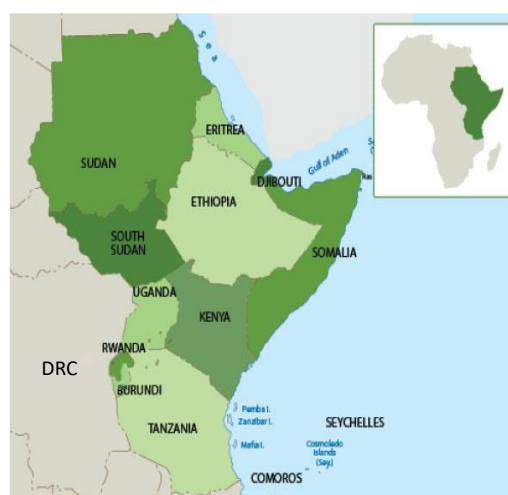 Sea
ERITREA
SUDAN
Gulf of Aden
DJIBOUTI
ETHIOPIA
SOUTH
SUDAN
SOMALIA
UGANDA
KENYA
RWANDA
DRC
BURUNDI
Pemba I.
Zanzibar I.
TANZANIA
SEYCHELLES
Mafia I.
Cosmoledo
Islands
(Sey.)
COMOROS